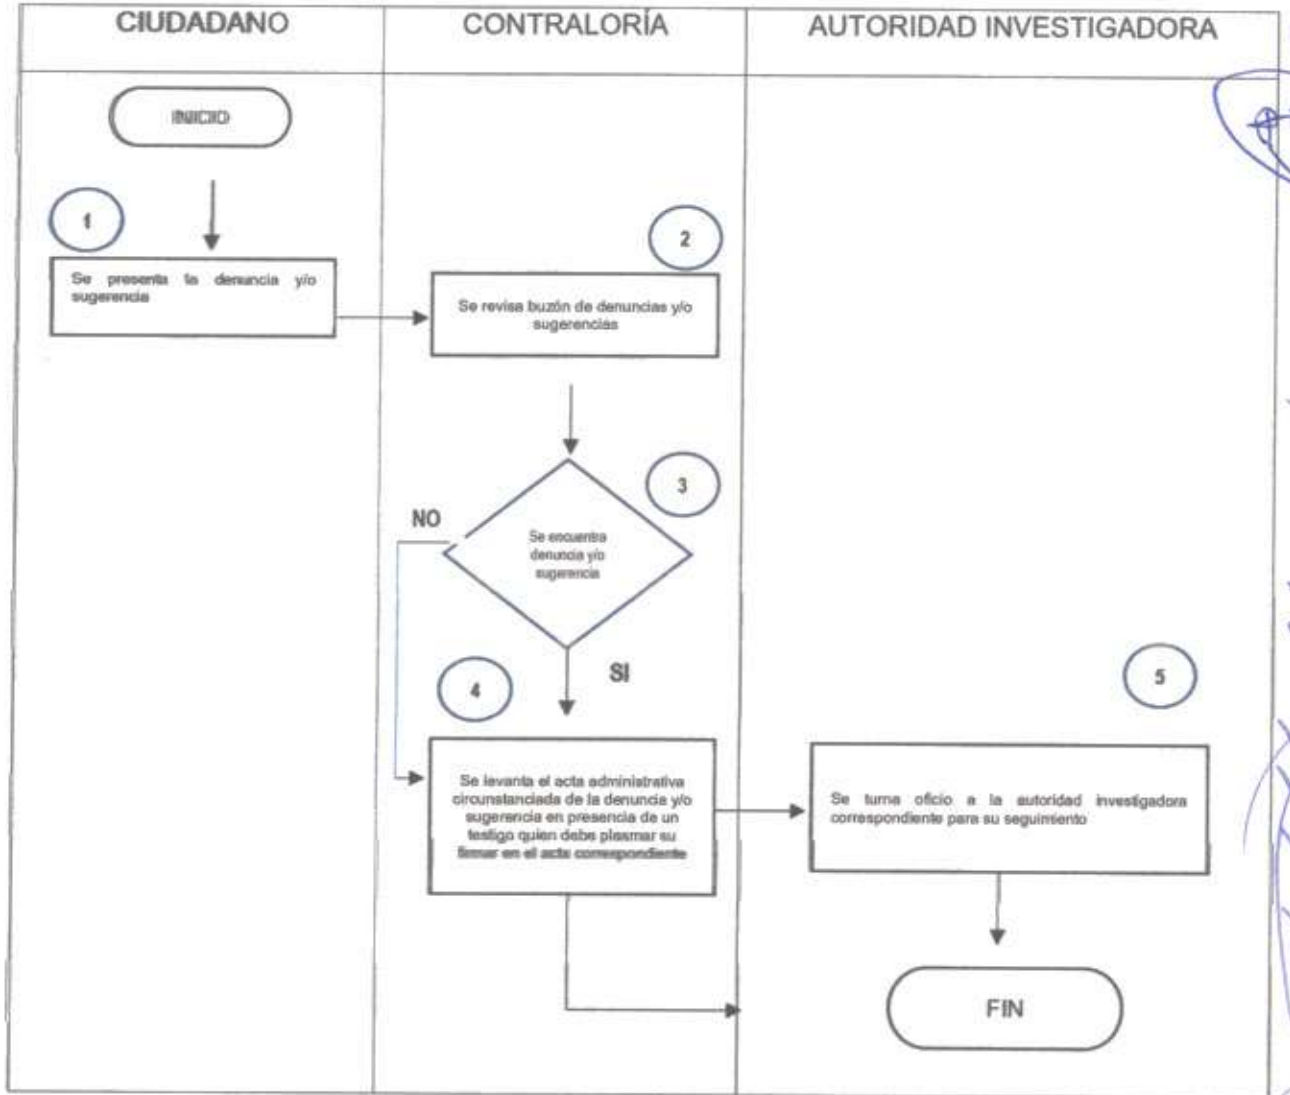 CIUDADANO
CONTRALORÍA
AUTORIDAD INVESTIGADORA
INICIO
1
Se presenta la denuncia y/o
sugerencia
2
Se revisa buzón de denuncias y/o
sugerencias
3
NO
Se encuentra
denuncia y/o
sugerencia
SI
4
Se levanta el acta administrativa
circunstanciada de la denuncia y/o
sugerencia en presencia de un
testigo quien debe plasmar su
firmar en el acta correspondiente
5
Se turna oficio a la autoridad investigadora
correspondiente para su seguimiento
FIN